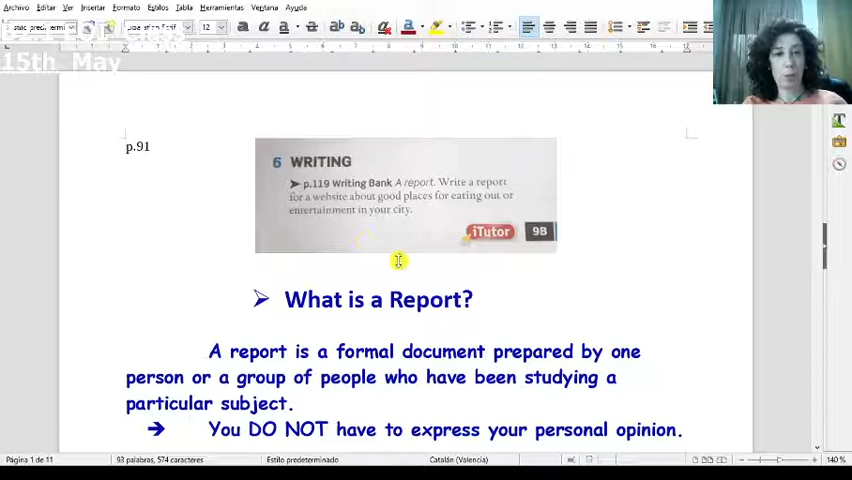 Archivo Editar Ver Insertar Formato Estilos Tabla Herramientas Ventana Ayuda
12
15th May
p.91
6 WRITING
➤ p.119 Writing Bank A report. Write a report
for a website about good places for eating out or
entertainment in your city.
iTutor 9B
➢ What is a Report?
A report is a formal document prepared by one
person or a group of people who have been studying a
particular subject.
➔ You DO NOT have to express your personal opinion.
Página 1 de 11 93 palabras, 574 caracteres Estilo predeterminado Catalán (Valencia) 140 %